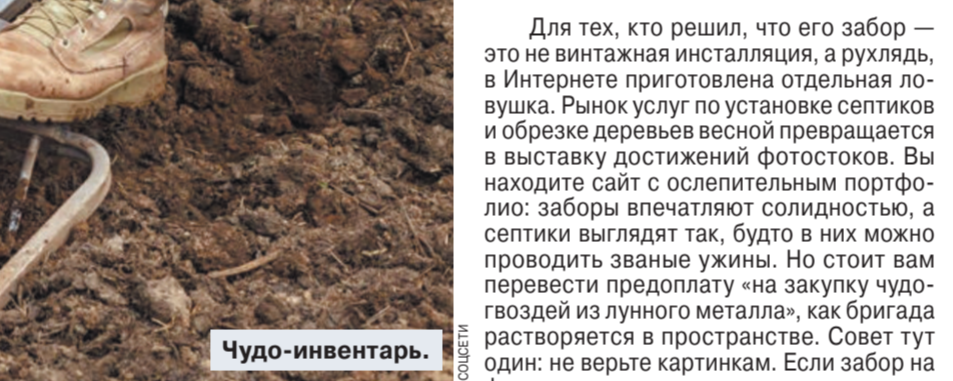 Для тех, кто решил, что его забор —
это не винтажная инсталляция, а рухлядь,
в Интернете приготовлена отдельная ло-
вушка. Рынок услуг по установке септиков
и обрезке деревьев весной превращается
в выставку достижений фотостоков. Вы
находите сайт с ослепительным портфо-
лио: заборы впечатляют солидностью, а
септики выглядят так, будто в них можно
проводить званые ужины. Но стоит вам
перевести предоплату «на закупку чудо-
гвоздей из лунного металла», как бригада
растворяется в пространстве. Совет тут
один: не верьте картинкам. Если забор на
Чудо-инвентарь.
СОЦСЕТИ